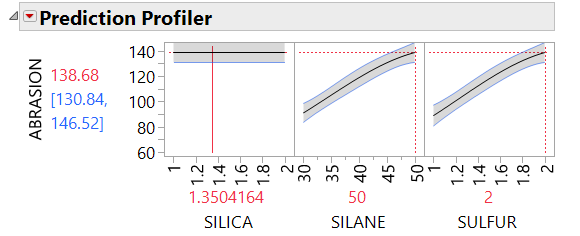 Prediction Profiler
ABRASION
138.68
[130.84,
146.52]
140
120
100
80
60
1 1.2 1.4 1.6 1.8 2
30 35 40 45 50
1 1.2 1.4 1.6 1.8 2
1.3504164 50 2
SILICA SILANE SULFUR